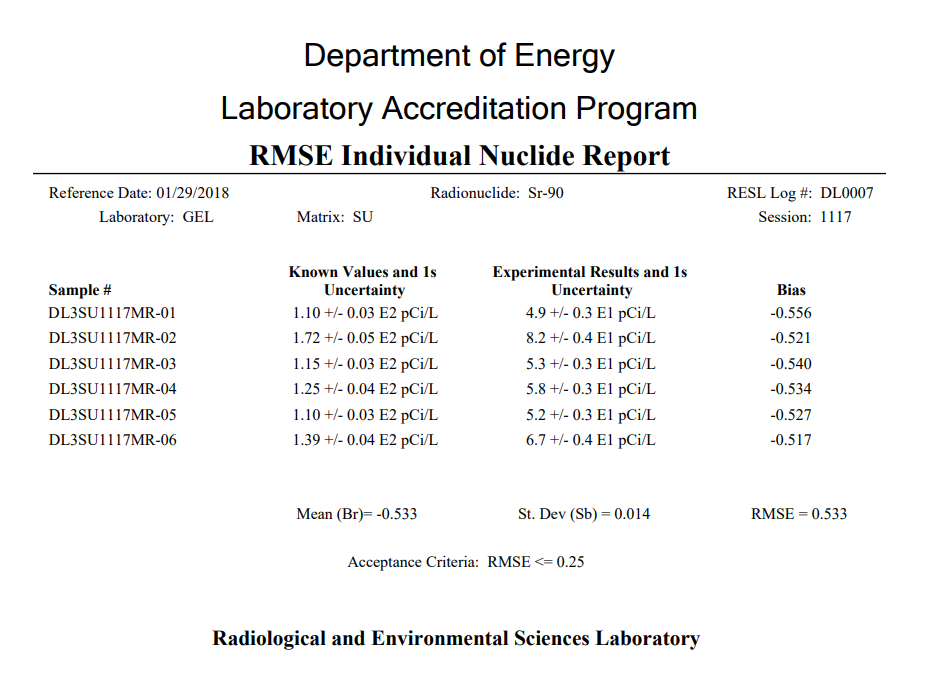 Department of Energy
Laboratory Accreditation Program
RMSE Individual Nuclide Report
Reference Date: 01/29/2018 Radionuclide: Sr-90 RESL Log #: DL0007
Laboratory: GEL Matrix: SU Session: 1117
Known Values and 1s Experimental Results and 1s
Sample # Uncertainty Uncertainty Bias
DL3SU1117MR-01 1.10 +/- 0.03 E2 pCi/L 4.9 +/- 0.3 E1 pCi/L -0.556
DL3SU1117MR-02 1.72 +/- 0.05 E2 pCi/L 8.2 +/- 0.4 E1 pCi/L -0.521
DL3SU1117MR-03 1.15 +/- 0.03 E2 pCi/L 5.3 +/- 0.3 E1 pCi/L -0.540
DL3SU1117MR-04 1.25 +/- 0.04 E2 pCi/L 5.8 +/- 0.3 E1 pCi/L -0.534
DL3SU1117MR-05 1.10 +/- 0.03 E2 pCi/L 5.2 +/- 0.3 E1 pCi/L -0.527
DL3SU1117MR-06 1.39 +/- 0.04 E2 pCi/L 6.7 +/- 0.4 E1 pCi/L -0.517
Mean (Br)= -0.533 St. Dev (Sb) = 0.014 RMSE = 0.533
Acceptance Criteria: RMSE <= 0.25
Radiological and Environmental Sciences Laboratory